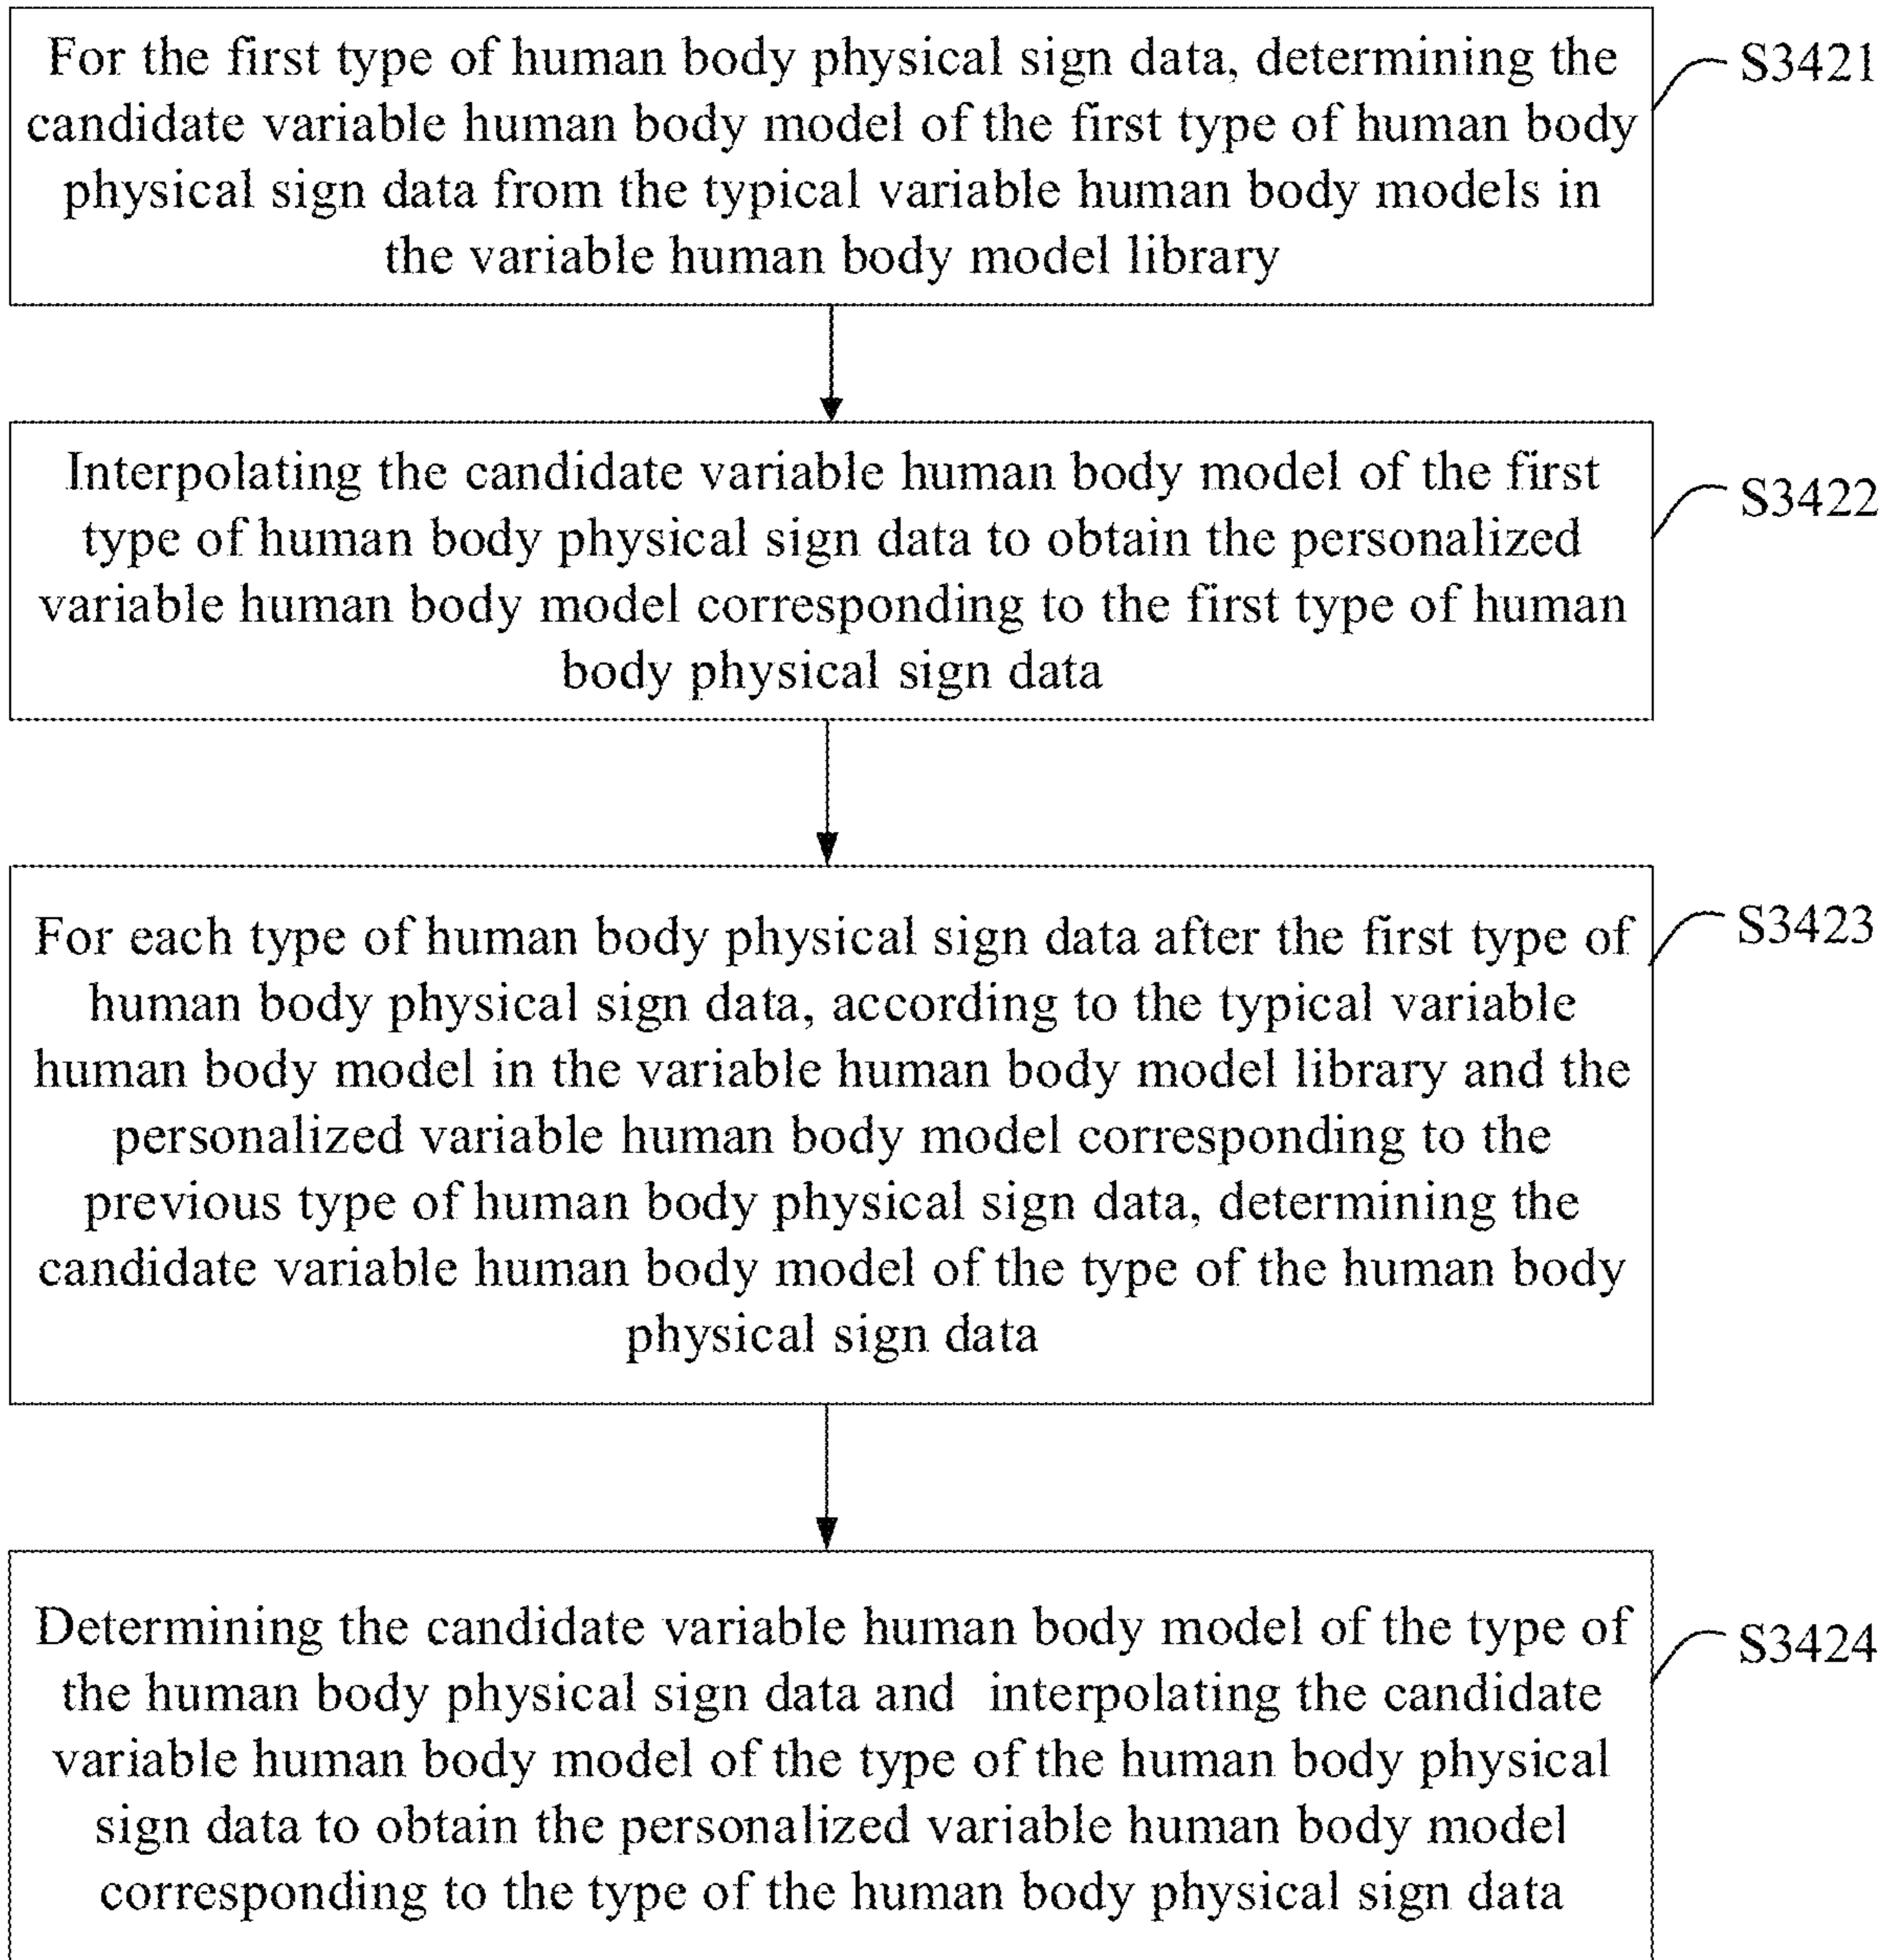 For the first type of human body physical sign data, determining the
candidate variable human body model of the first type of human body
physical sign data from the typical variable human body models in
the variable human body model library
S3421
Interpolating the candidate variable human body model of the first
type of human body physical sign data to obtain the personalized
variable human body model corresponding to the first type of human
body physical sign data
S3422
For each type of human body physical sign data after the first type of
human body physical sign data, according to the typical variable
human body model in the variable human body model library and the
personalized variable human body model corresponding to the
previous type of human body physical sign data, determining the
candidate variable human body model of the type of the human body
physical sign data
S3423
Determining the candidate variable human body model of the type of
the human body physical sign data and interpolating the candidate
variable human body model of the type of the human body physical
sign data to obtain the personalized variable human body model
corresponding to the type of the human body physical sign data
S3424